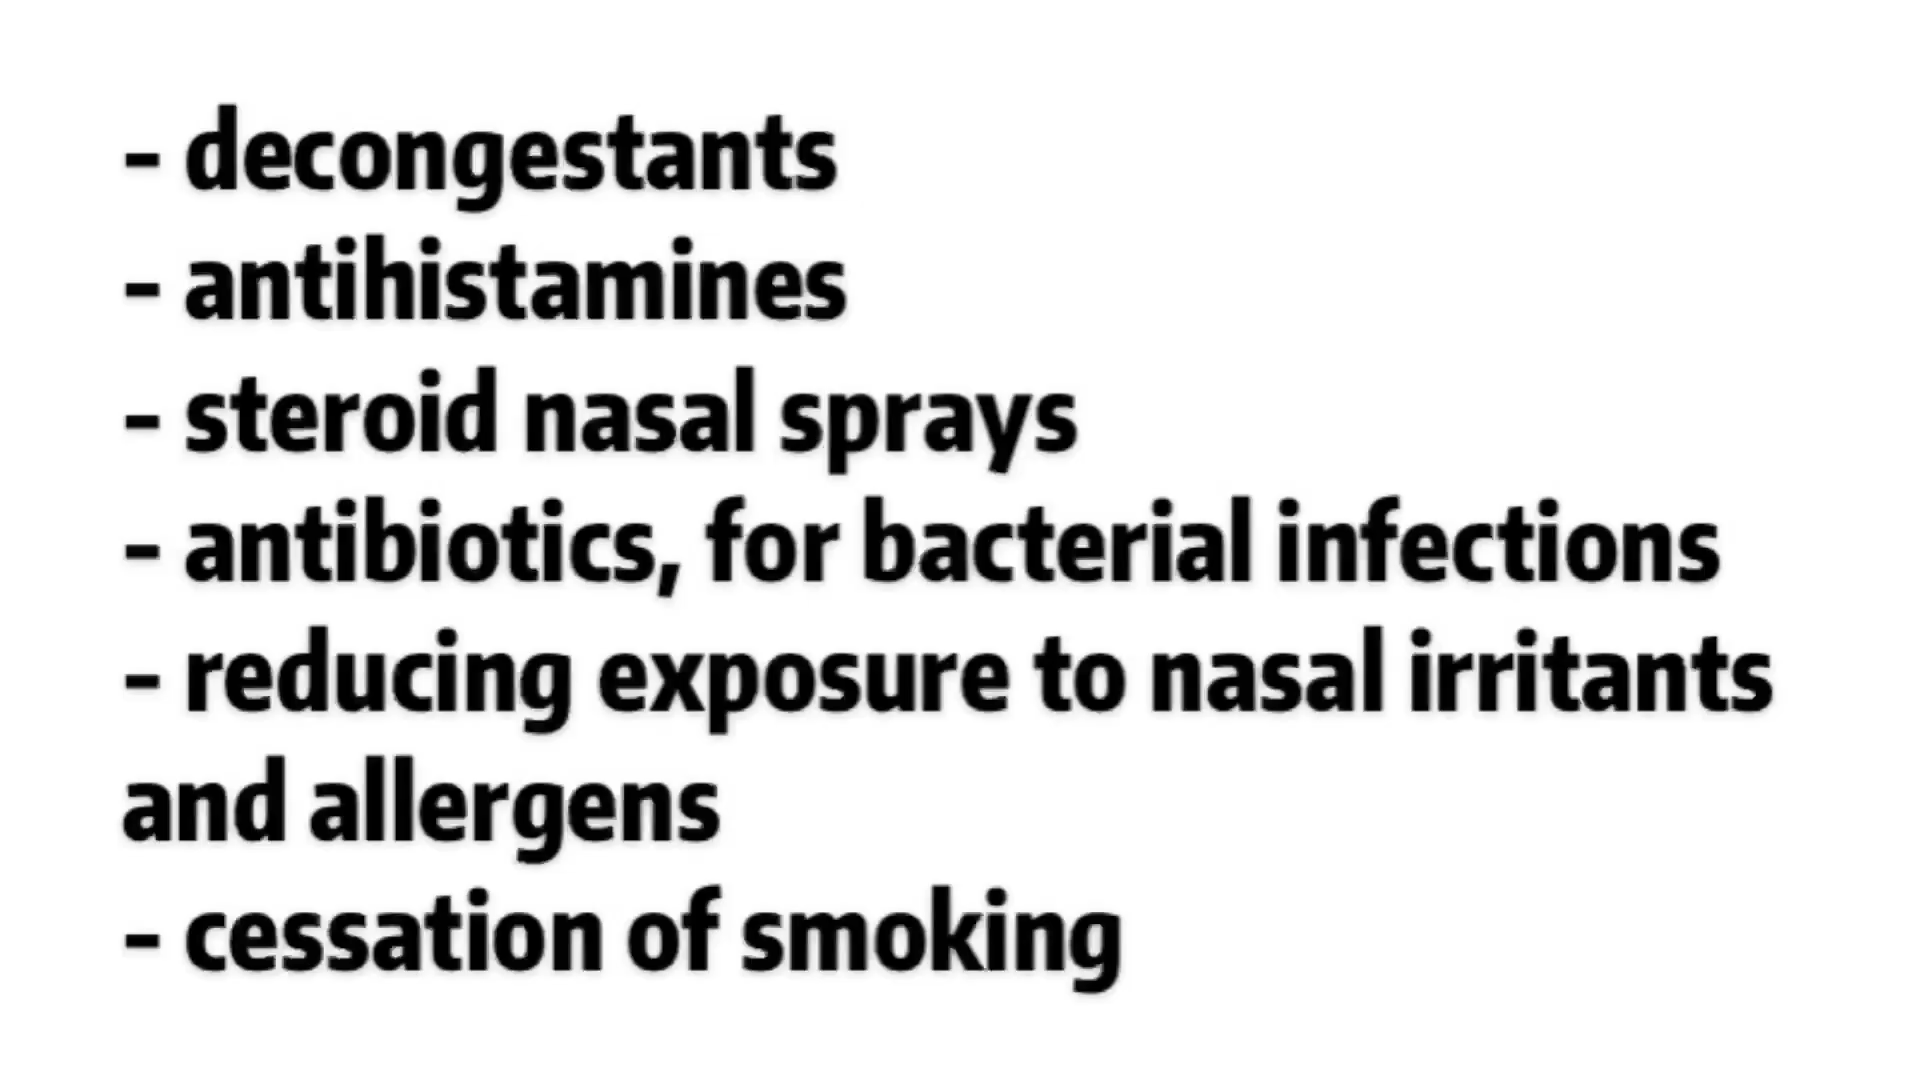 - decongestants
- antihistamines
- steroid nasal sprays
- antibiotics, for bacterial infections
- reducing exposure to nasal irritants
and allergens
- cessation of smoking